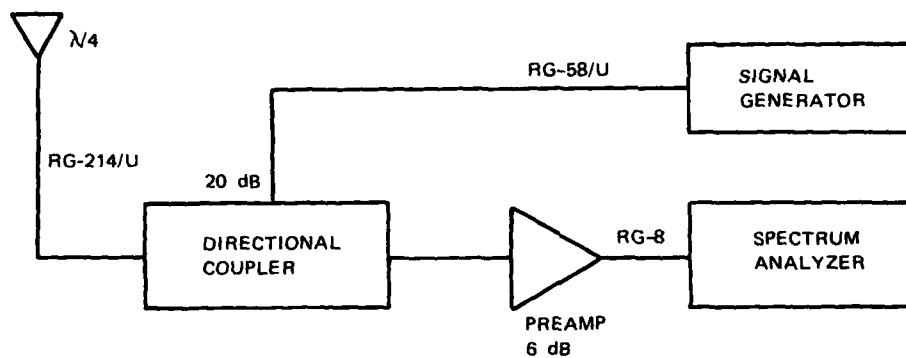 λ/4
RG-58/U
SIGNAL
GENERATOR
RG-214/U
20 dB
DIRECTIONAL
COUPLER
RG-8
SPECTRUM
ANALYZER
PREAMP
6 dB